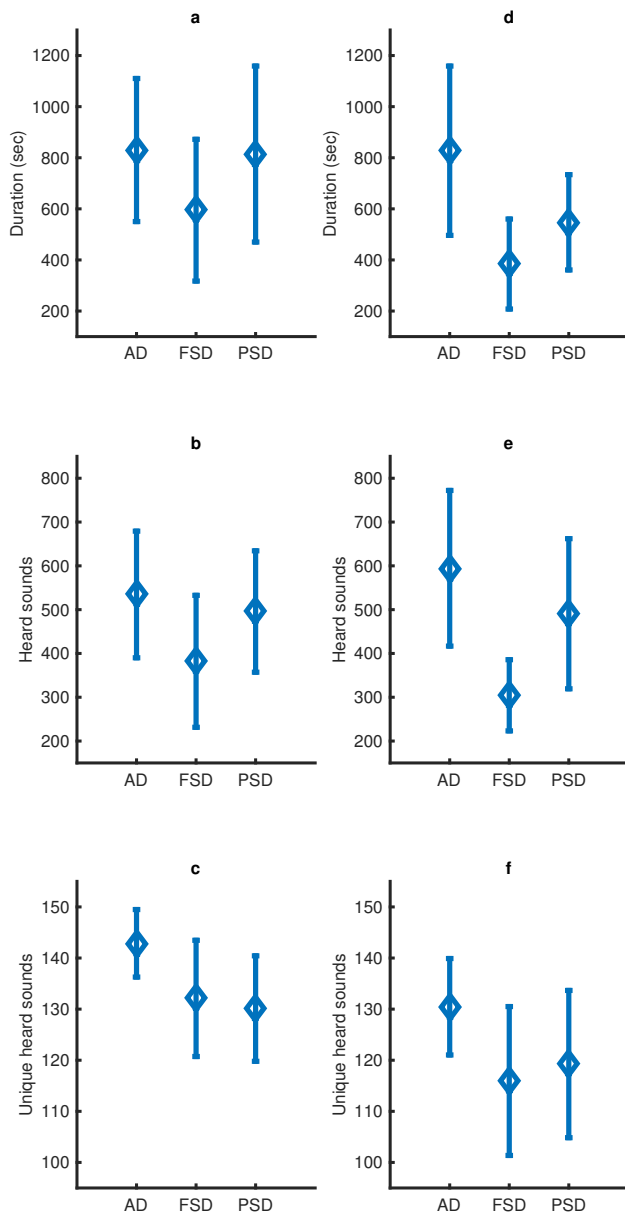 a
1200
1000
800
600
400
200
Duration (sec)
AD FSD PSD
d
1200
1000
800
600
400
200
Duration (sec)
AD FSD PSD
b
800
700
600
500
400
300
200
Heard sounds
AD FSD PSD
e
800
700
600
500
400
300
200
Heard sounds
AD FSD PSD
c
150
140
130
120
110
100
Unique heard sounds
AD FSD PSD
f
150
140
130
120
110
100
Unique heard sounds
AD FSD PSD